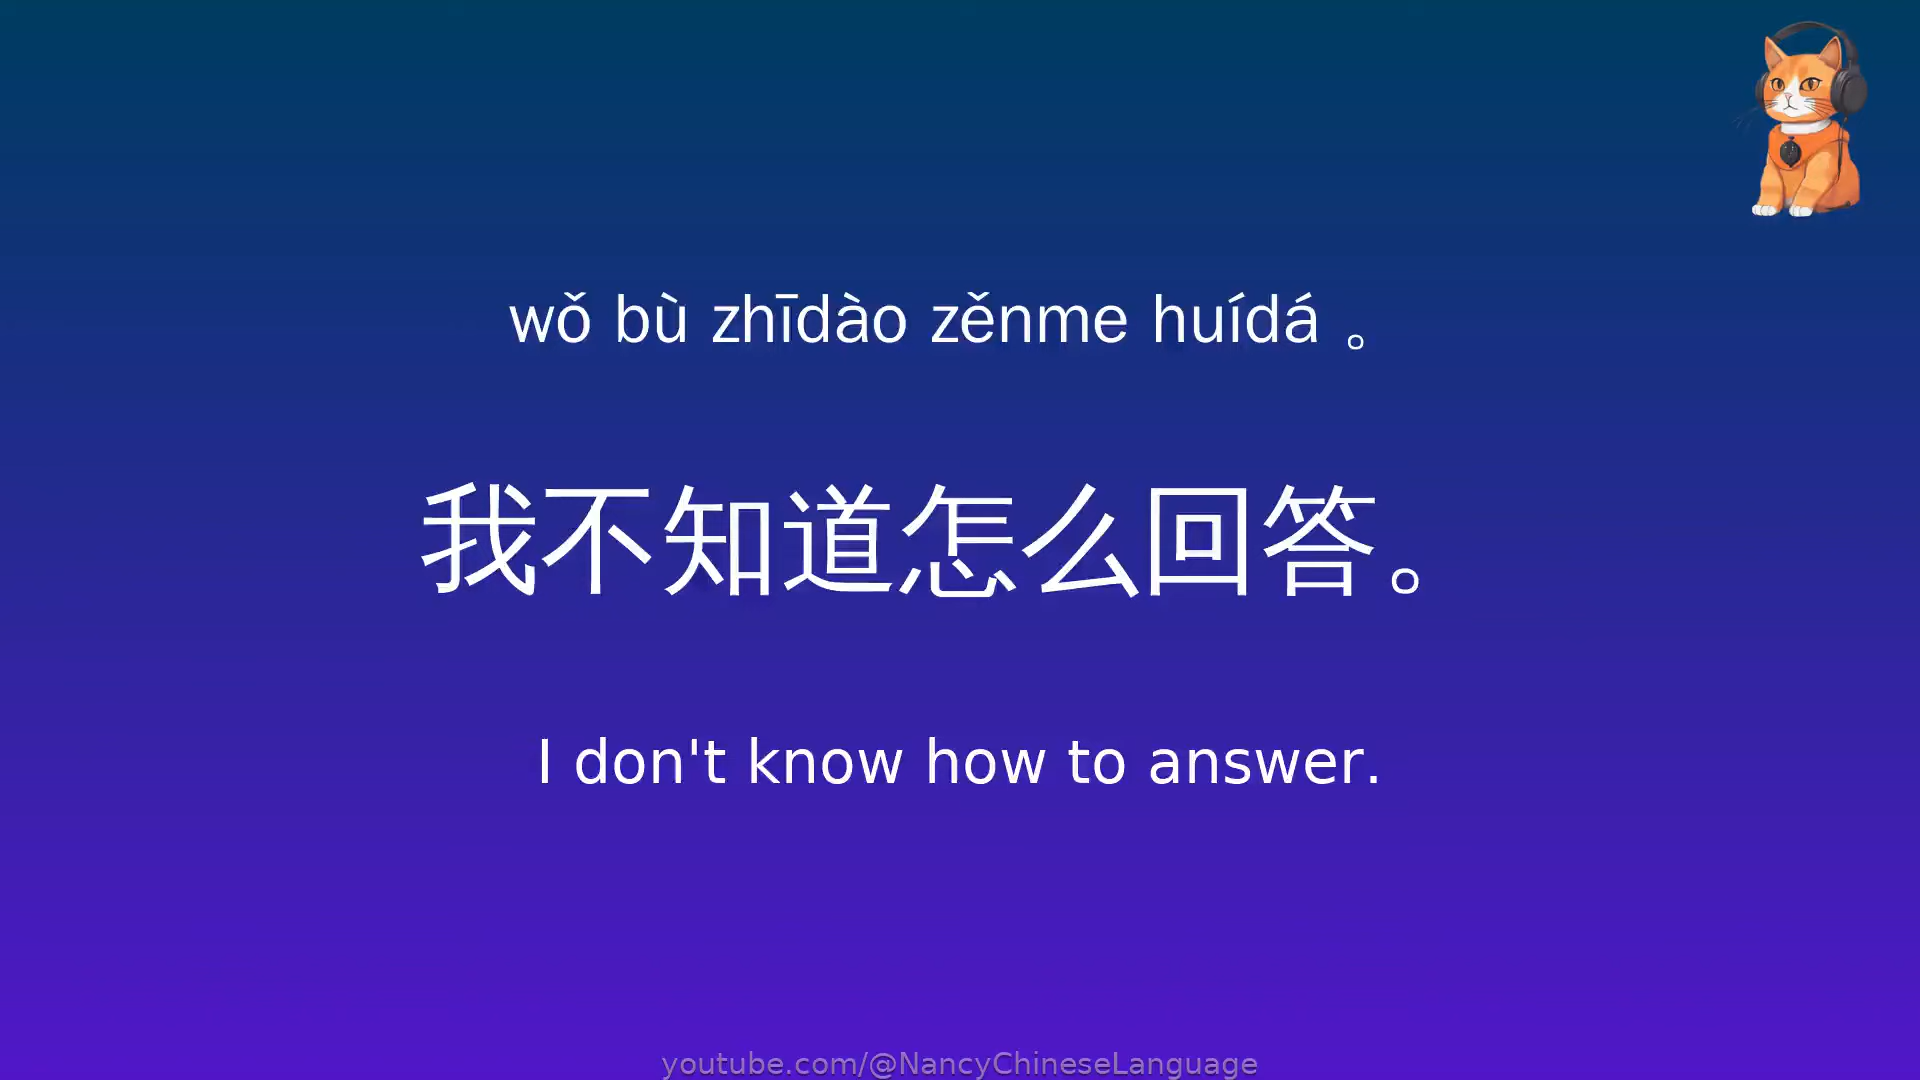 wǒ bù zhīdào zěnme huídá 。
我不知道怎么回答。
I don't know how to answer.
youtube.com/@NancyChineseLanguage